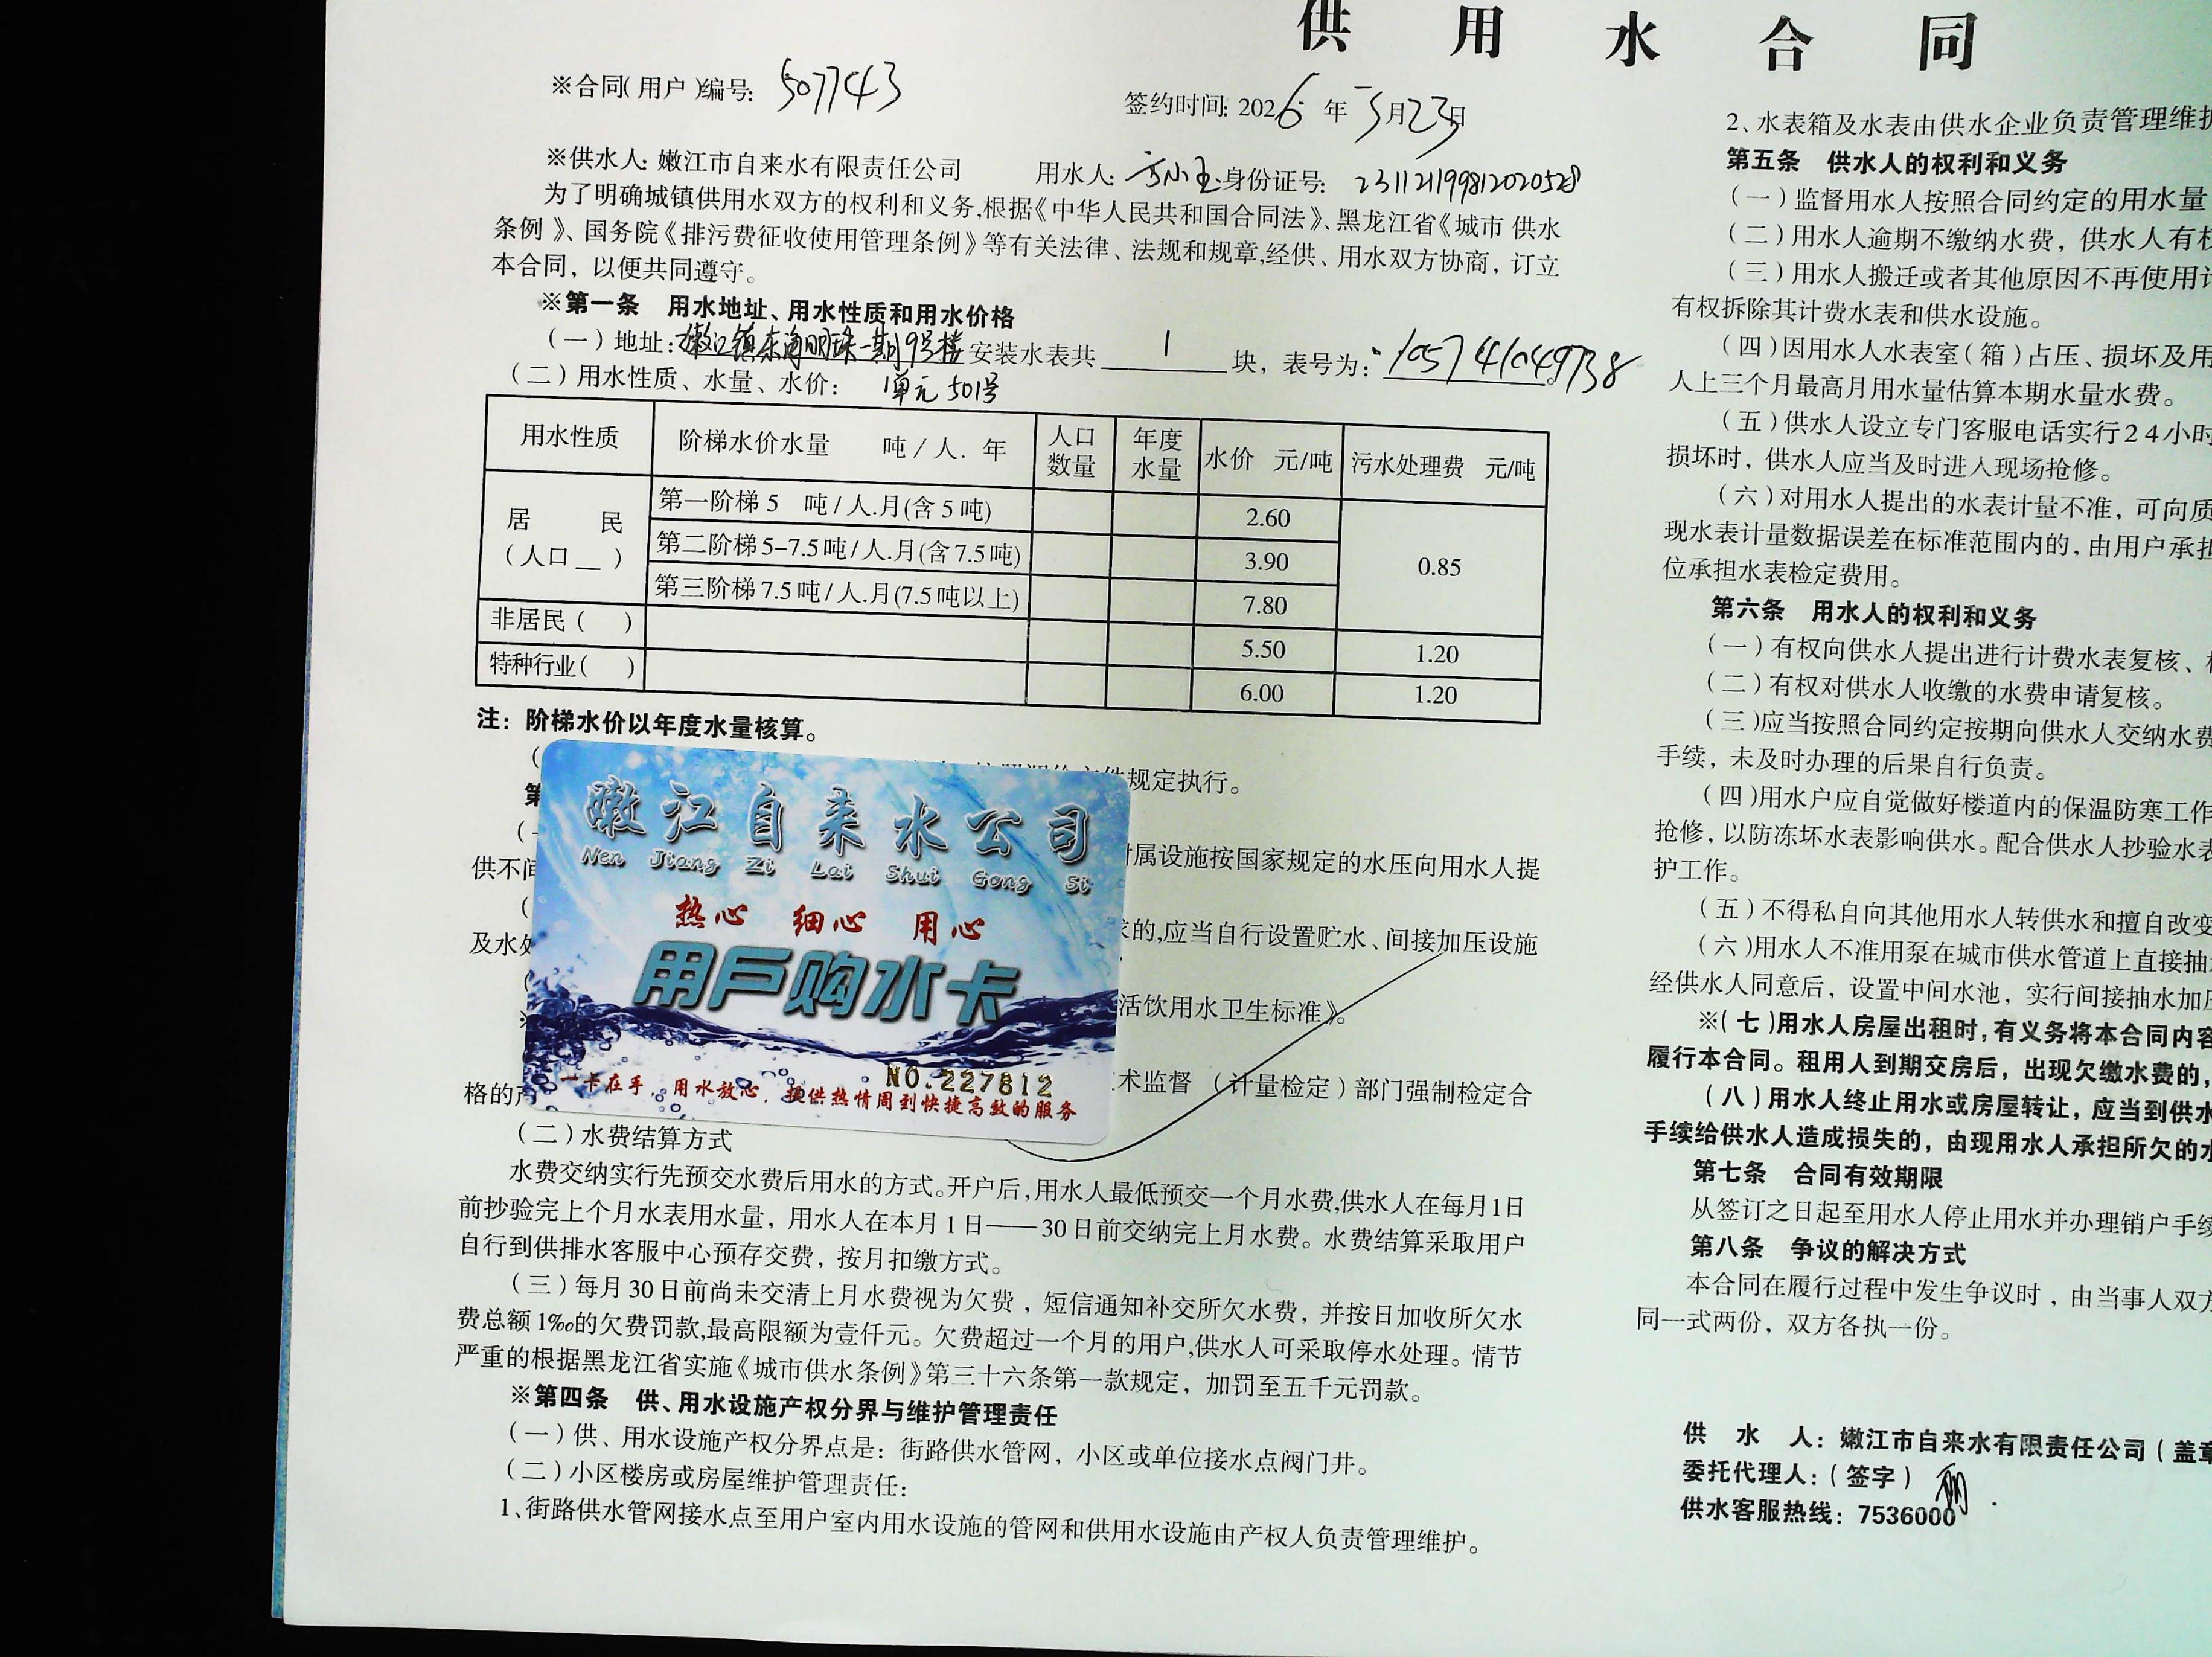 供用水合同
※合同(用户)编号: 507743
签约时间: 2026年5月23日
※供水人: 嫩江市自来水有限责任公司 用水人: 方小玉 身份证号: 231121199812020528
为了明确城镇供用水双方的权利和义务,根据《中华人民共和国合同法》、黑龙江省《城市 供水
条例》、国务院《排污费征收使用管理条例》等有关法律、法规和规章,经供、用水双方协商，订立
本合同，以便共同遵守。
※第一条 用水地址、用水性质和用水价格
(一)地址: 嫩江镇东海明珠一期9号楼 安装水表共 1 块，表号为: 105741049738
(二)用水性质、水量、水价: 1单元501号
用水性质 阶梯水价水量 吨/人.年 人口数量 年度水量 水价 元/吨 污水处理费 元/吨
居民(人口__) 第一阶梯5 吨/人.月(含5吨) 2.60 0.85
第二阶梯5-7.5吨/人.月(含7.5吨) 3.90
第三阶梯7.5吨/人.月(7.5吨以上) 7.80
非居民( ) 5.50 1.20
特种行业( ) 6.00 1.20
注：阶梯水价以年度水量核算。
规定执行。
第
附属设施按国家规定的水压向用水人提
供不间
的,应当自行设置贮水、间接加压设施
及水处
活饮用水卫生标准》。
术监督 (计量检定)部门强制检定合
格的产
嫩江自来水公司
Nen Jiang Zi Lai Shui Gong Si
热心 细心 用心
用户购水卡
NO.227812
一卡在手，用水放心，提供热情周到快捷高效的服务
(二)水费结算方式
水费交纳实行先预交水费后用水的方式。开户后,用水人最低预交一个月水费,供水人在每月1日
前抄验完上个月水表用水量，用水人在本月1日——30日前交纳完上月水费。水费结算采取用户
自行到供排水客服中心预存交费，按月扣缴方式。
(三)每月30日前尚未交清上月水费视为欠费，短信通知补交所欠水费，并按日加收所欠水
费总额1‰的欠费罚款,最高限额为壹仟元。欠费超过一个月的用户,供水人可采取停水处理。情节
严重的根据黑龙江省实施《城市供水条例》第三十六条第一款规定，加罚至五千元罚款。
※第四条 供、用水设施产权分界与维护管理责任
(一)供、用水设施产权分界点是：街路供水管网，小区或单位接水点阀门井。
(二)小区楼房或房屋维护管理责任:
1、街路供水管网接水点至用户室内用水设施的管网和供用水设施由产权人负责管理维护。
2、水表箱及水表由供水企业负责管理维护
第五条 供水人的权利和义务
(一)监督用水人按照合同约定的用水量
(二)用水人逾期不缴纳水费，供水人有权
(三)用水人搬迁或者其他原因不再使用计
有权拆除其计费水表和供水设施。
(四)因用水人水表室(箱)占压、损坏及用
人上三个月最高月用水量估算本期水量水费。
(五)供水人设立专门客服电话实行24小时
损坏时，供水人应当及时进入现场抢修。
(六)对用水人提出的水表计量不准，可向质
现水表计量数据误差在标准范围内的,由用户承担
位承担水表检定费用。
第六条 用水人的权利和义务
(一)有权向供水人提出进行计费水表复核、
(二)有权对供水人收缴的水费申请复核。
(三)应当按照合同约定按期向供水人交纳水费
手续，未及时办理的后果自行负责。
(四)用水户应自觉做好楼道内的保温防寒工作
抢修，以防冻坏水表影响供水。配合供水人抄验水表
护工作。
(五)不得私自向其他用水人转供水和擅自改变
(六)用水人不准用泵在城市供水管道上直接抽
经供水人同意后，设置中间水池，实行间接抽水加压
※(七)用水人房屋出租时,有义务将本合同内容
履行本合同。租用人到期交房后，出现欠缴水费的，
(八)用水人终止用水或房屋转让，应当到供水
手续给供水人造成损失的，由现用水人承担所欠的水
第七条 合同有效期限
从签订之日起至用水人停止用水并办理销户手续
第八条 争议的解决方式
本合同在履行过程中发生争议时，由当事人双方
同一式两份，双方各执一份。
供水人：嫩江市自来水有限责任公司(盖章
委托代理人：(签字)
供水客服热线：7536000